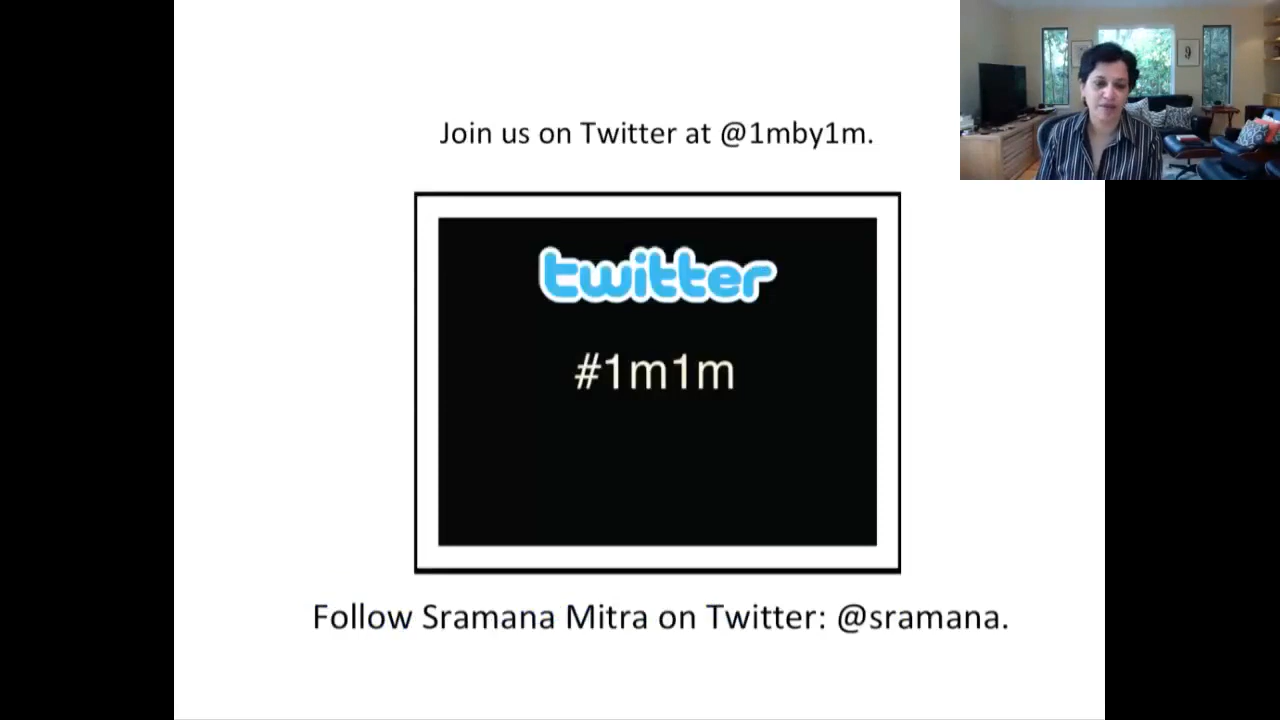 Join us on Twitter at @1mby1m.
twitter
#1m1m
Follow Sramana Mitra on Twitter: @sramana.